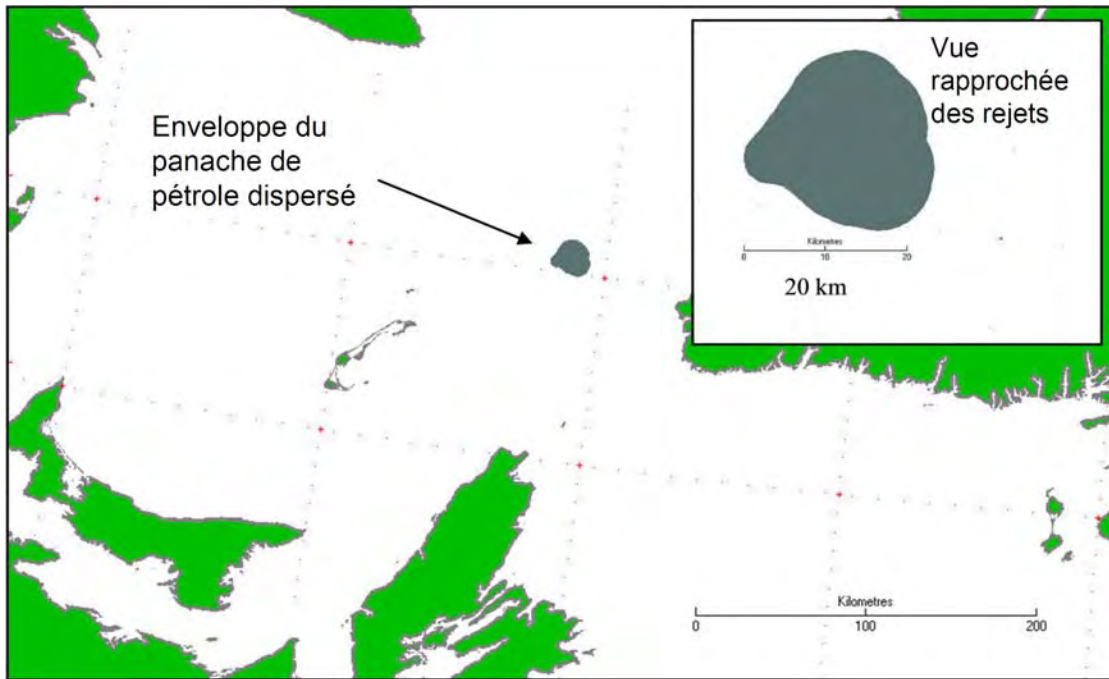 Enveloppe du
panache de
pétrole dispersé
Vue
rapprochée
des rejets
Kilometres
0 10 20
20 km
Kilometres
0 100 200